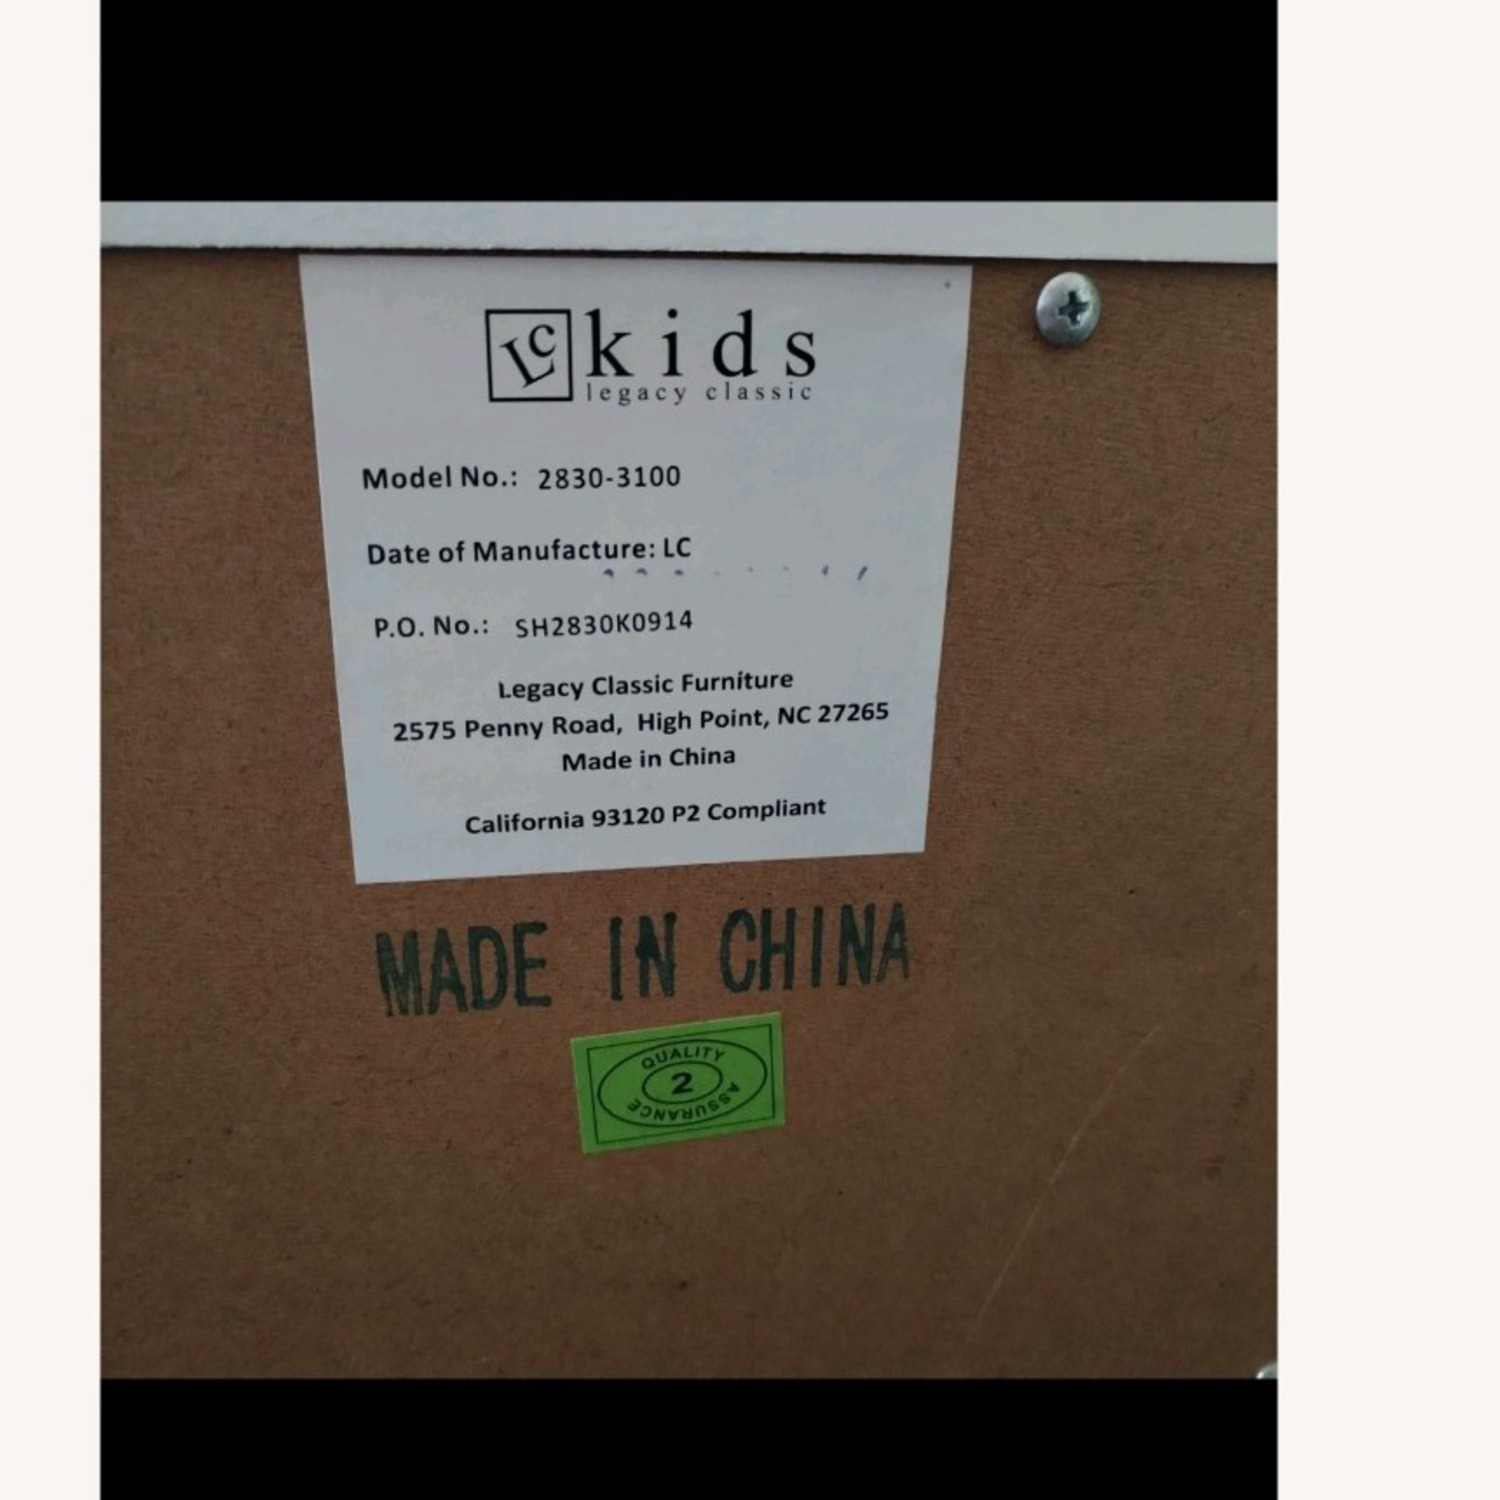 LC kids
legacy classic
Model No.: 2830-3100
Date of Manufacture: LC
P.O. No.: SH2830K0914
Legacy Classic Furniture
2575 Penny Road, High Point, NC 27265
Made in China
California 93120 P2 Compliant
MADE IN CHINA
QUALITY
2
ASSURANCE